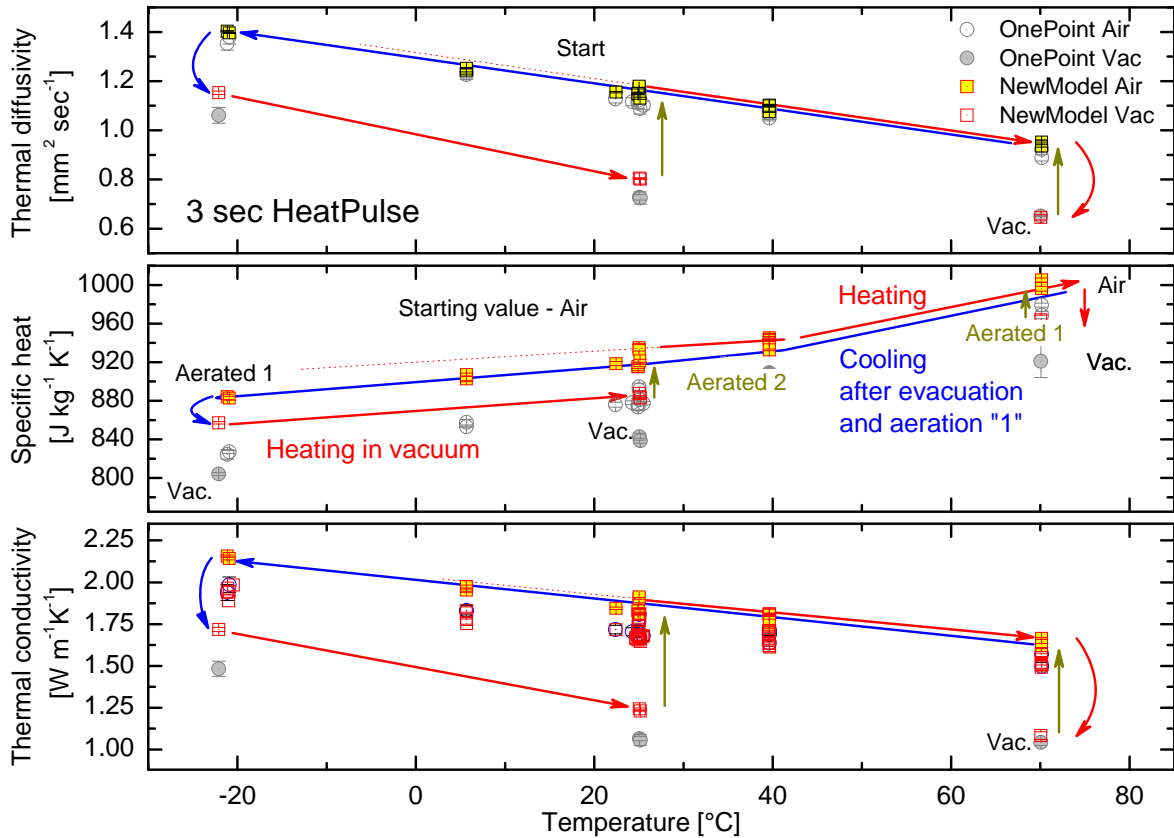 Thermal diffusivity
[mm² sec⁻¹]
1.4
1.2
1.0
0.8
0.6
Start
3 sec HeatPulse
Vac.
OnePoint Air
OnePoint Vac
NewModel Air
NewModel Vac
Specific heat
[J kg⁻¹ K⁻¹]
1000
960
920
880
840
800
Starting value - Air
Heating
Air
Aerated 1
Aerated 1
Vac.
Aerated 2
Cooling
after evacuation
and aeration "1"
Vac.
Heating in vacuum
Vac.
Thermal conductivity
[W m⁻¹K⁻¹]
2.25
2.00
1.75
1.50
1.25
1.00
Vac.
-20
0
20
40
60
80
Temperature [°C]